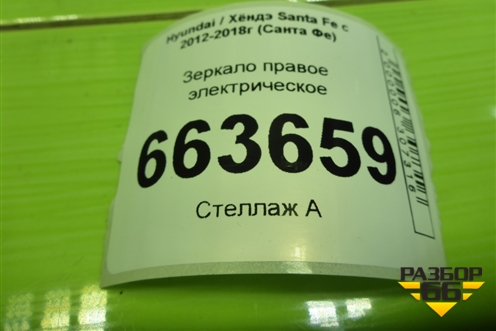 Hyundai / Хёндэ Santa Fe с
2012-2018г (Санта Фе)
Зеркало правое
электрическое
663659
Стеллаж А
РАЗБОР
66